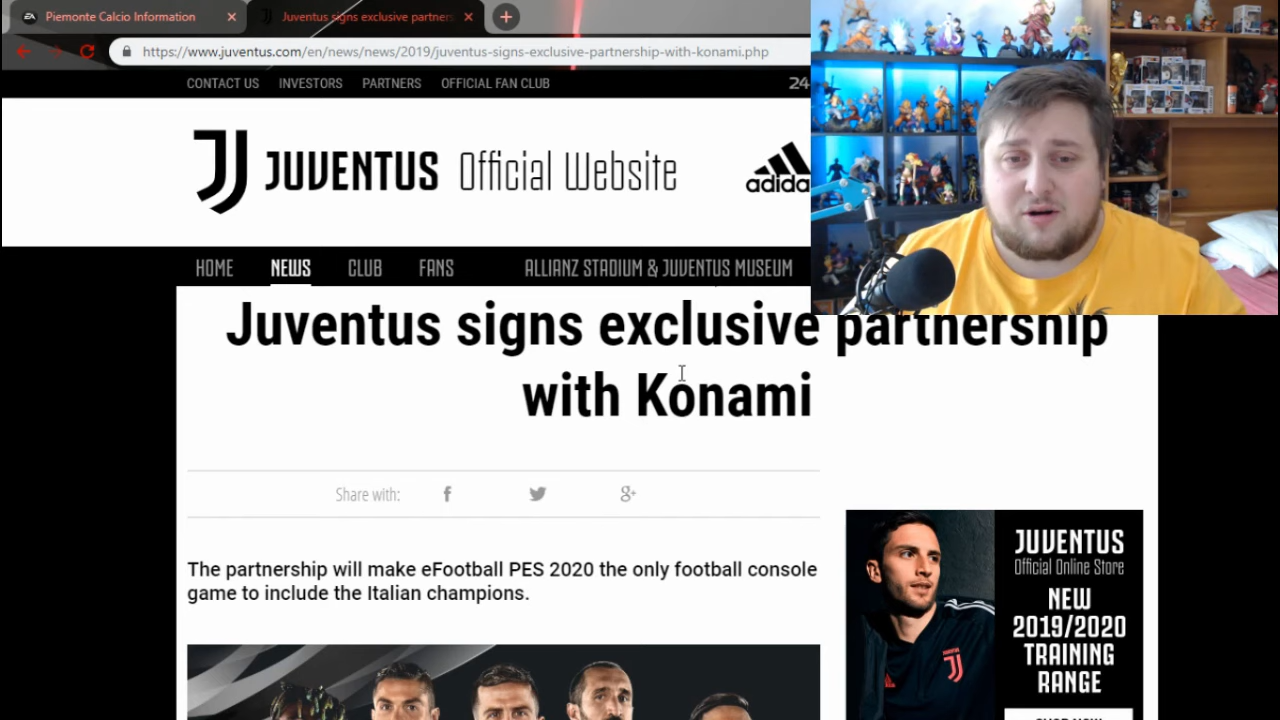 Piemonte Calcio Information
Juventus signs exclusive partners
https://www.juventus.com/en/news/news/2019/juventus-signs-exclusive-partnership-with-konami.php
CONTACT US INVESTORS PARTNERS OFFICIAL FAN CLUB 24
JUVENTUS Official Website
adidas
HOME NEWS CLUB FANS ALLIANZ STADIUM & JUVENTUS MUSEUM
Juventus signs exclusive partnership
with Konami
Share with:
The partnership will make eFootball PES 2020 the only football console
game to include the Italian champions.
JUVENTUS
Official Online Store
NEW
2019/2020
TRAINING
RANGE